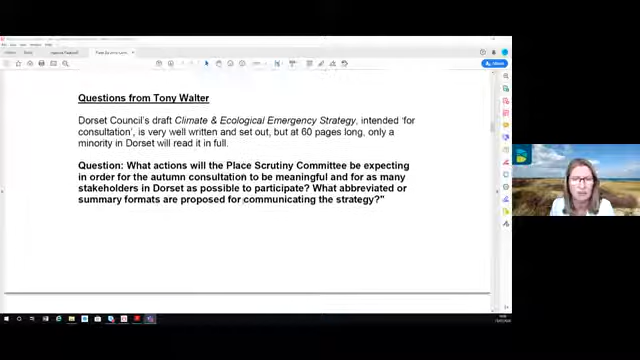 Questions from Tony Walter
Dorset Council's draft Climate & Ecological Emergency Strategy, intended 'for
consultation', is very well written and set out, but at 60 pages long, only a
minority in Dorset will read it in full.
Question: What actions will the Place Scrutiny Committee be expecting
in order for the autumn consultation to be meaningful and for as many
stakeholders in Dorset as possible to participate? What abbreviated or
summary formats are proposed for communicating the strategy?"